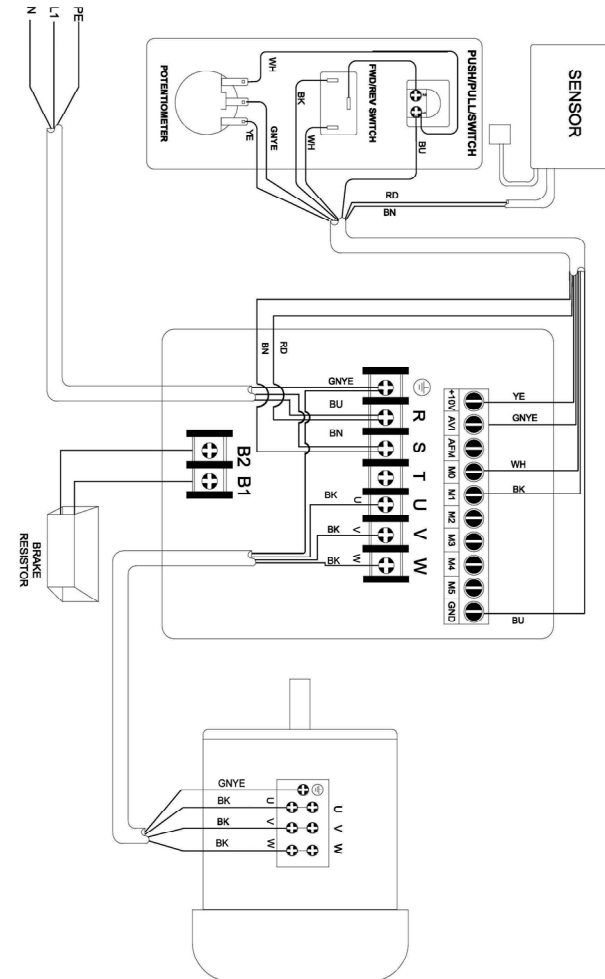 PE
L1
N
PUSH/PULL/SWITCH
FWD/REV SWITCH
POTENTIOMETER
WH
BK
WH
GNYE
YE
BU
SENSOR
RD
BN
BN
RD
GNYE
BU
BN
R
S
T
U
V
W
BK U
BK V
BK W
+10V
AVI
AFM
M0
M1
M2
M3
M4
M5
GND
YE
GNYE
WH
BK
BU
B2
B1
BRAKE
RESISTOR
GNYE
BK U U
BK V V
BK W W